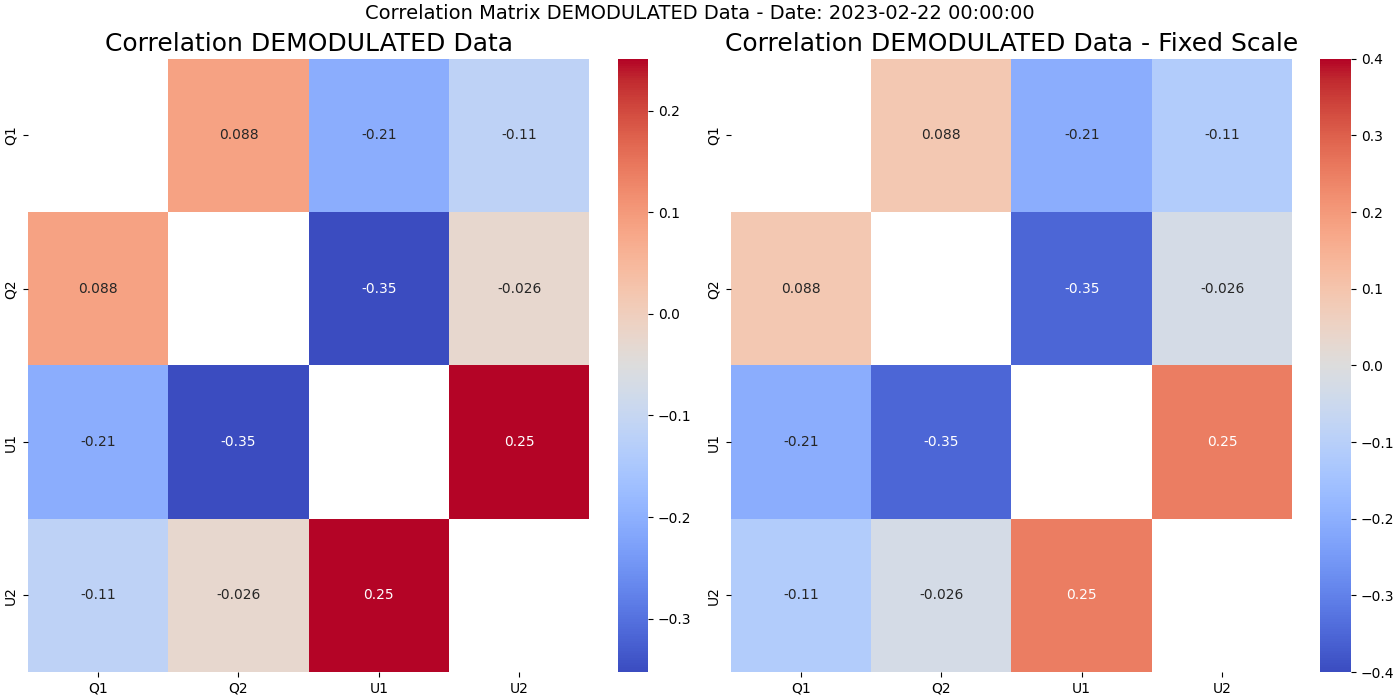 Correlation Matrix DEMODULATED Data - Date: 2023-02-22 00:00:00
Correlation DEMODULATED Data
Q1 0.088 -0.21 -0.11
Q2 0.088 -0.35 -0.026
U1 -0.21 -0.35 0.25
U2 -0.11 -0.026 0.25
Q1 Q2 U1 U2
0.2
0.1
0.0
−0.1
−0.2
−0.3
Correlation DEMODULATED Data - Fixed Scale
Q1 0.088 -0.21 -0.11
Q2 0.088 -0.35 -0.026
U1 -0.21 -0.35 0.25
U2 -0.11 -0.026 0.25
Q1 Q2 U1 U2
0.4
0.3
0.2
0.1
0.0
−0.1
−0.2
−0.3
−0.4